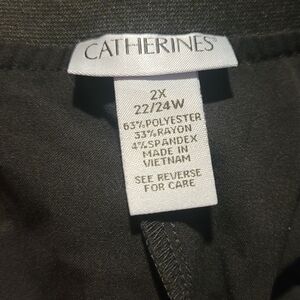 CATHERINES®
2X
22/24W
63%POLYESTER
33%RAYON
4%SPANDEX
MADE IN
VIETNAM
SEE REVERSE
FOR CARE